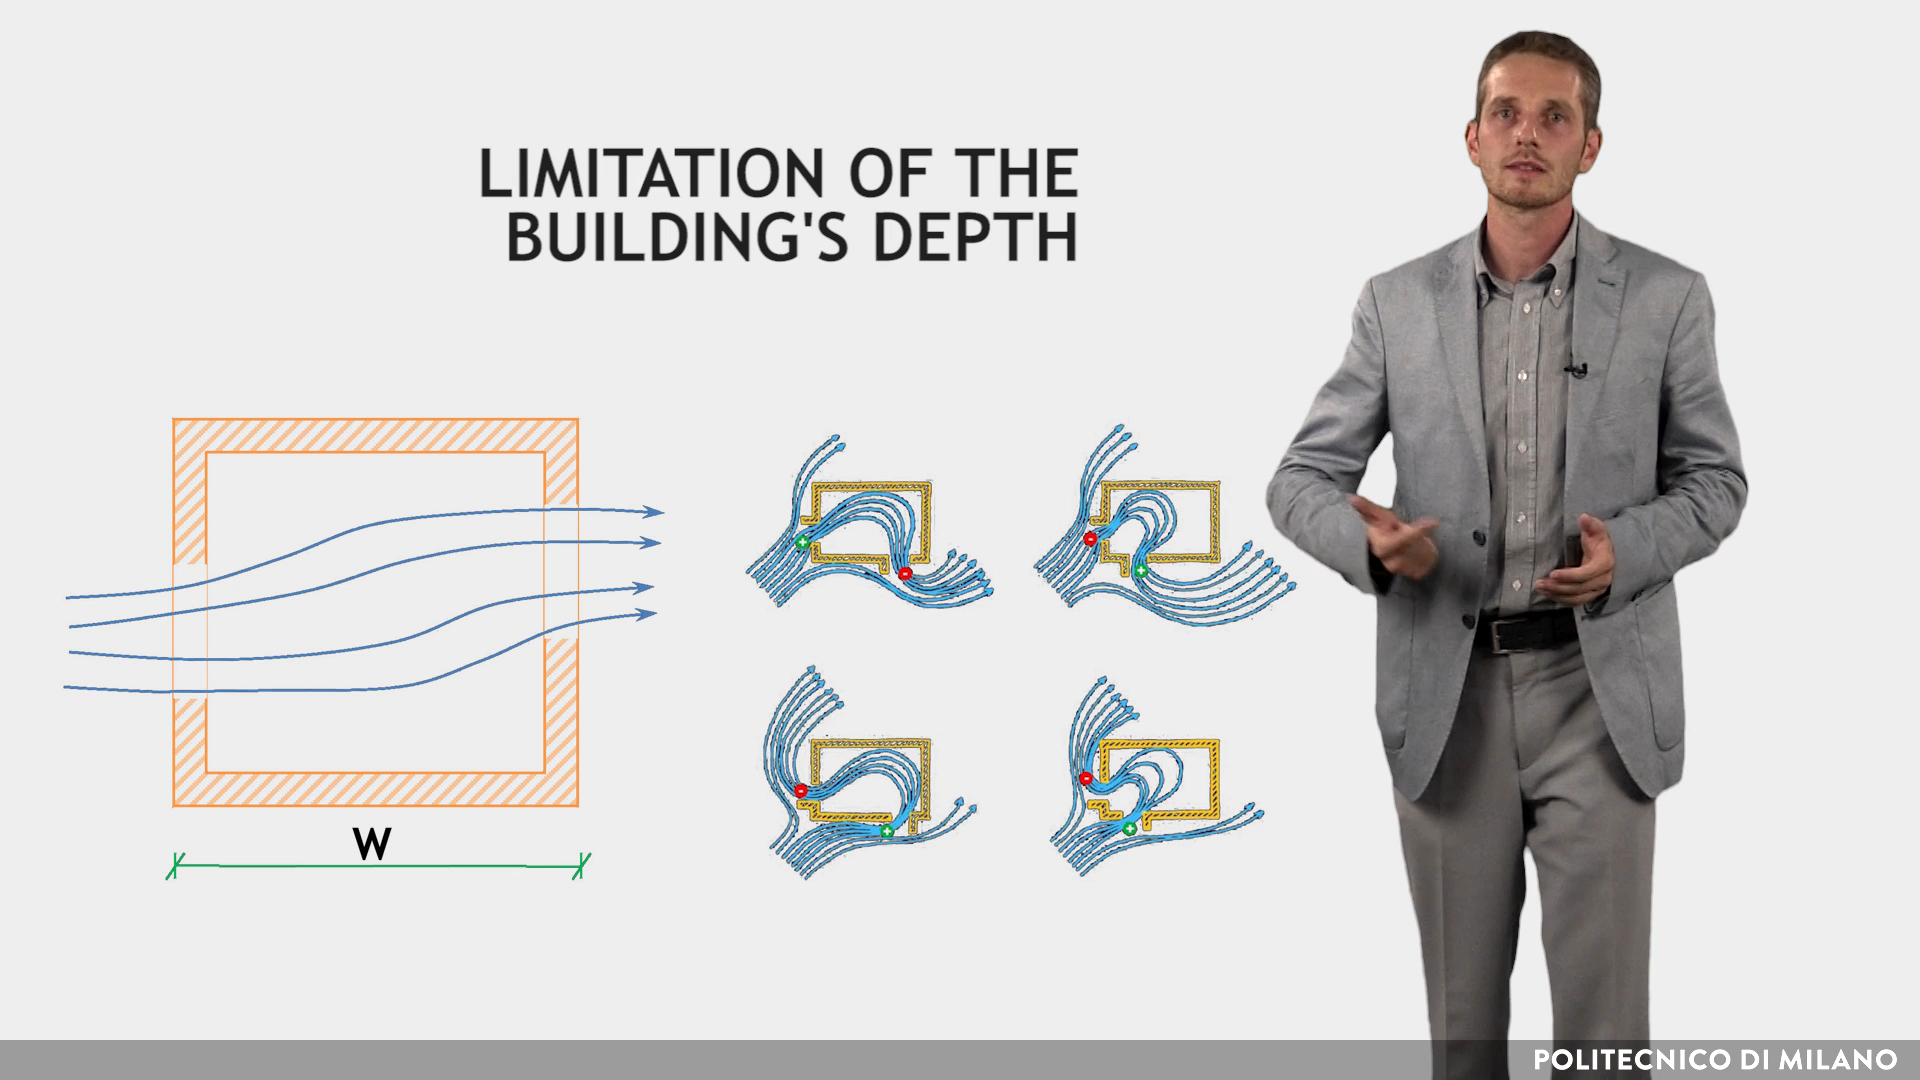 LIMITATION OF THE
BUILDING'S DEPTH
+
-
-
+
-
+
-
+
W
POLITECNICO DI MILANO